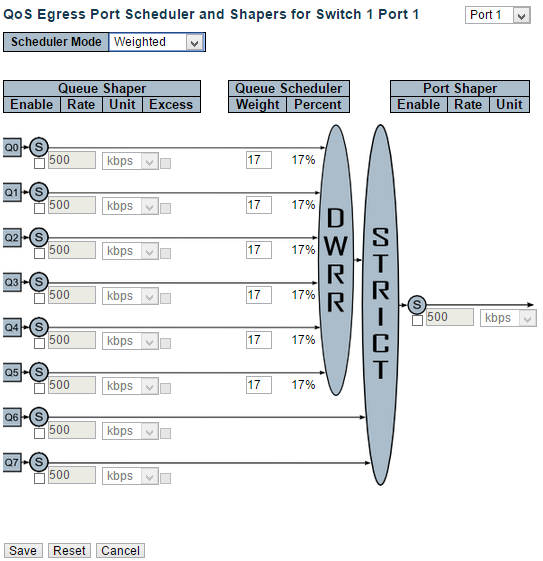 QoS Egress Port Scheduler and Shapers for Switch 1 Port 1 Port 1
Scheduler Mode Weighted
Queue Shaper Queue Scheduler Port Shaper
Enable Rate Unit Excess Weight Percent Enable Rate Unit
Q0 S
500 kbps 17 17%
Q1 S
500 kbps 17 17%
Q2 S
500 kbps 17 17%
Q3 S
500 kbps 17 17%
Q4 S
500 kbps 17 17%
Q5 S
500 kbps 17 17%
Q6 S
500 kbps
Q7 S
500 kbps
DWRR
STRICT
S
500 kbps
Save Reset Cancel